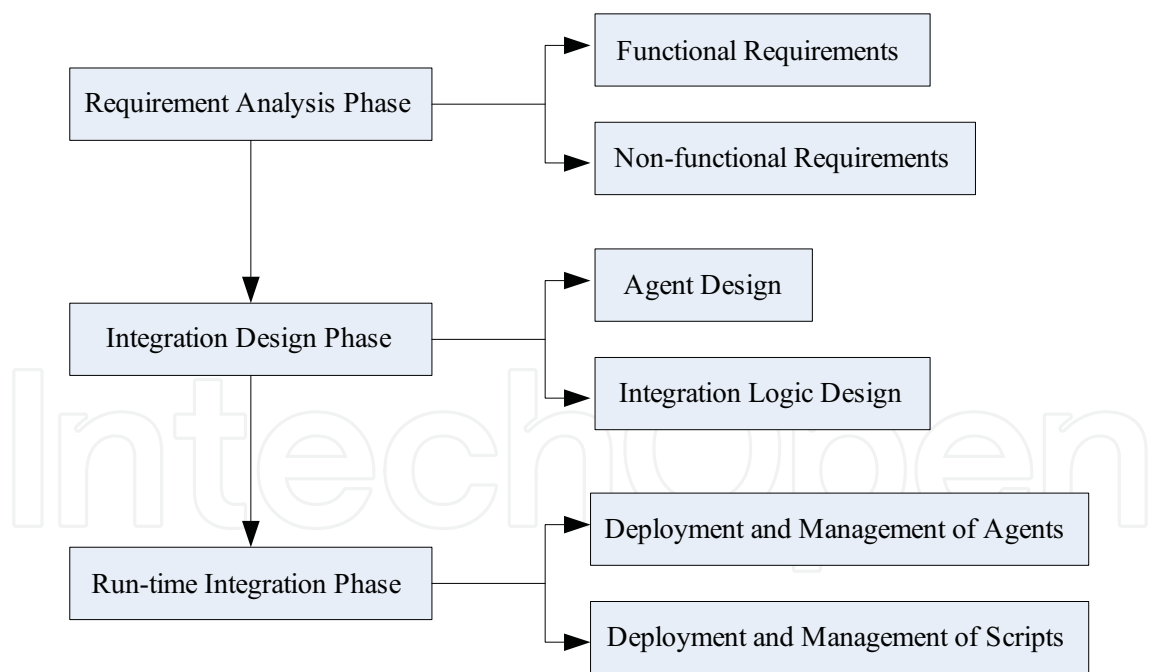 Functional Requirements
Requirement Analysis Phase
Non-functional Requirements
Agent Design
Integration Design Phase
Integration Logic Design
IntechOpen
Deployment and Management of Agents
Run-time Integration Phase
Deployment and Management of Scripts